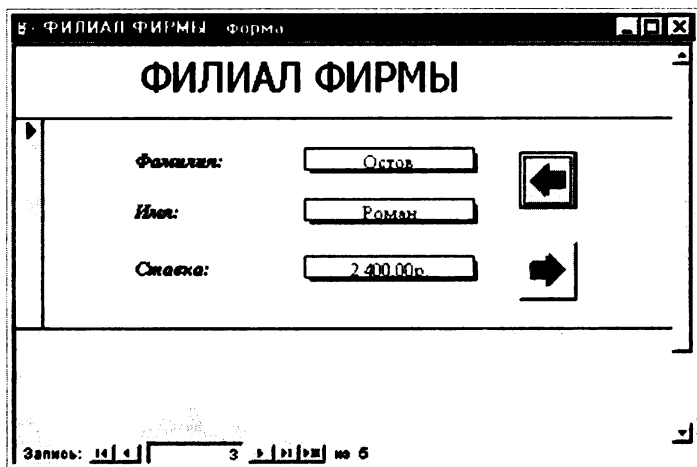 ФИЛИАЛ ФИРМЫ форма
ФИЛИАЛ ФИРМЫ
Фамилия: Остов
Имя: Роман
Ставка: 2 400,00р.
Запись: 3 из 6